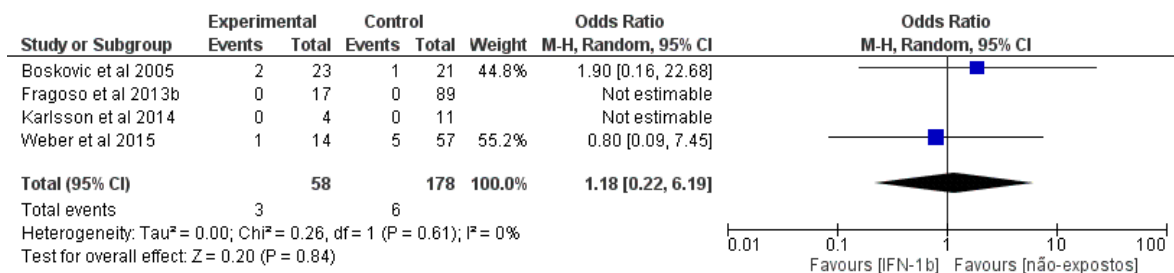 Experimental Control Odds Ratio Odds Ratio
Study or Subgroup Events Total Events Total Weight M-H, Random, 95% CI M-H, Random, 95% CI
Boskovic et al 2005 2 23 1 21 44.8% 1.90 [0.16, 22.68]
Fragoso et al 2013b 0 17 0 89 Not estimable
Karlsson et al 2014 0 4 0 11 Not estimable
Weber et al 2015 1 14 5 57 55.2% 0.80 [0.09, 7.45]
Total (95% CI) 58 178 100.0% 1.18 [0.22, 6.19]
Total events 3 6
Heterogeneity: Tau² = 0.00; Chi² = 0.26, df = 1 (P = 0.61); I² = 0%
Test for overall effect: Z = 0.20 (P = 0.84)
0.01 0.1 1 10 100
Favours [IFN-1b] Favours [não-expostos]